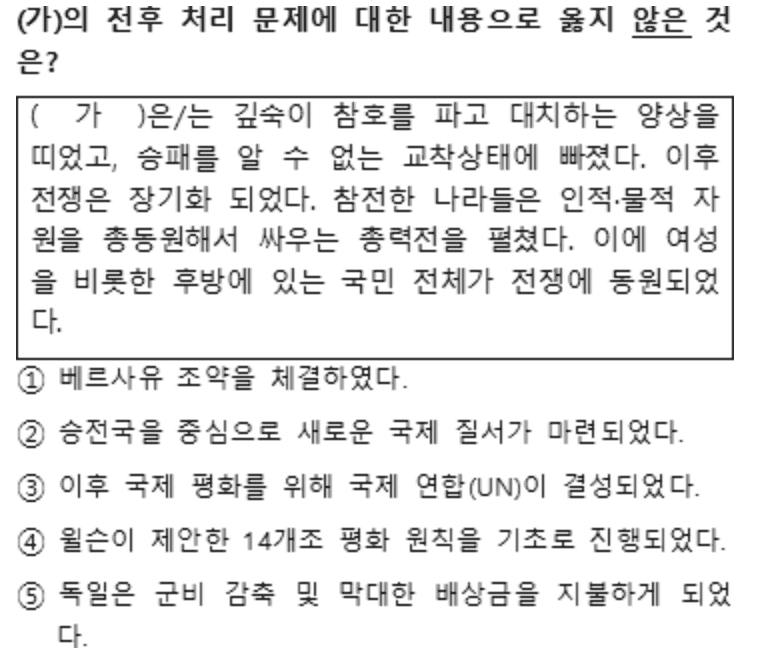 (가)의 전후 처리 문제에 대한 내용으로 옳지 않은 것
은?
( 가 )은/는 깊숙이 참호를 파고 대치하는 양상을
띠었고, 승패를 알 수 없는 교착상태에 빠졌다. 이후
전쟁은 장기화 되었다. 참전한 나라들은 인적·물적 자
원을 총동원해서 싸우는 총력전을 펼쳤다. 이에 여성
을 비롯한 후방에 있는 국민 전체가 전쟁에 동원되었
다.
① 베르사유 조약을 체결하였다.
② 승전국을 중심으로 새로운 국제 질서가 마련되었다.
③ 이후 국제 평화를 위해 국제 연합(UN)이 결성되었다.
④ 윌슨이 제안한 14개조 평화 원칙을 기초로 진행되었다.
⑤ 독일은 군비 감축 및 막대한 배상금을 지불하게 되었
다.